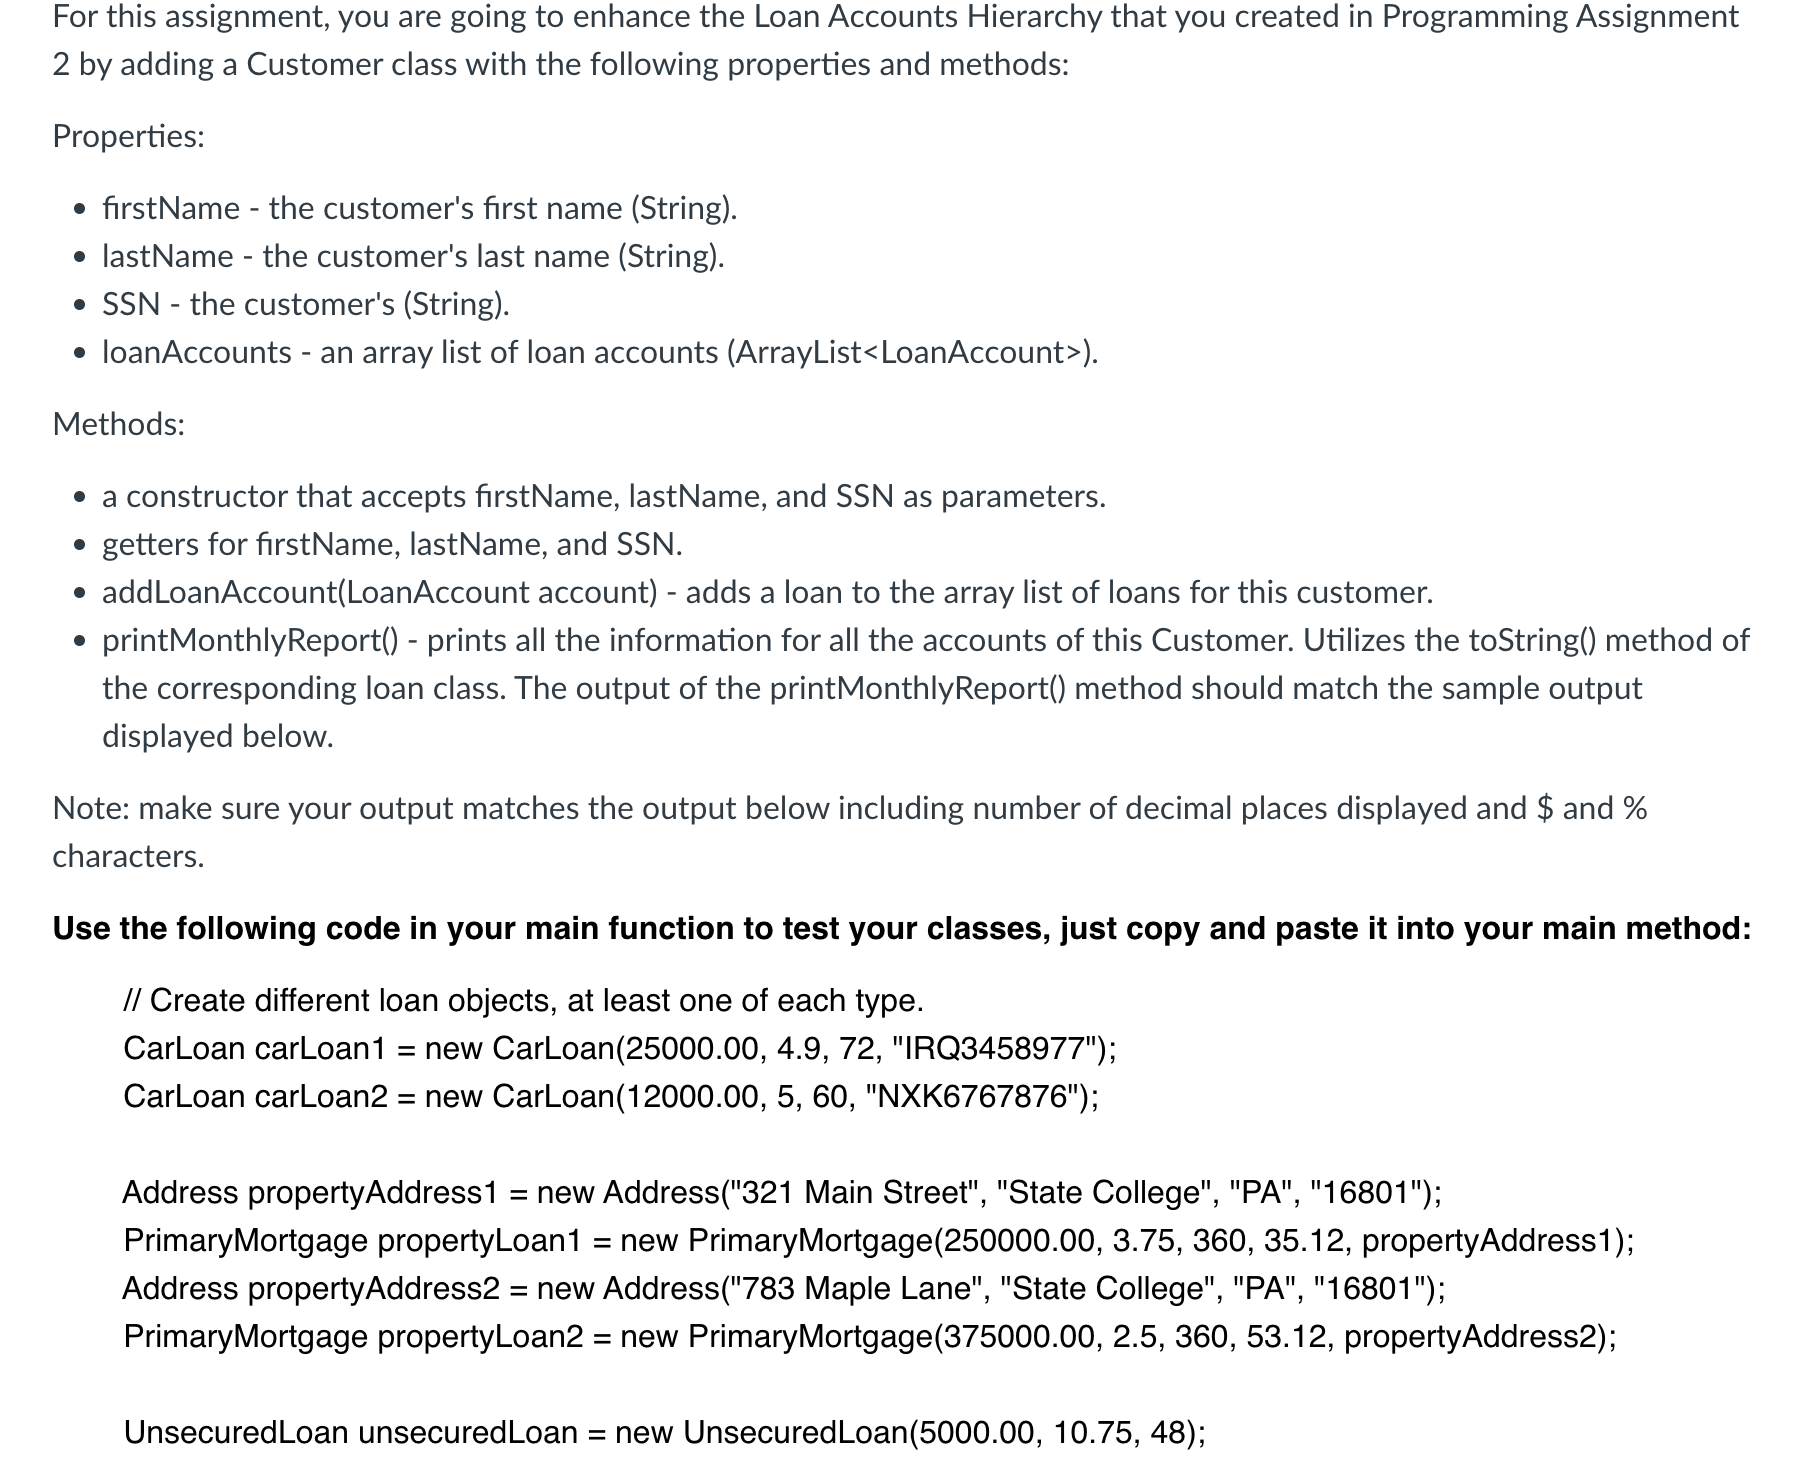 For this assignment, you are going to enhance the Loan Accounts Hierarchy that you created in Programming Assignment
2 by adding a Customer class with the following properties and methods:
Properties:
• firstName - the customer's first name (String).
• lastName - the customer's last name (String).
• SSN - the customer's (String).
• loanAccounts - an array list of loan accounts (ArrayList<LoanAccount>).
Methods:
• a constructor that accepts firstName, lastName, and SSN as parameters.
• getters for firstName, lastName, and SSN.
• addLoanAccount(LoanAccount account) - adds a loan to the array list of loans for this customer.
• printMonthlyReport() - prints all the information for all the accounts of this Customer. Utilizes the toString() method of
the corresponding loan class. The output of the printMonthlyReport() method should match the sample output
displayed below.
Note: make sure your output matches the output below including number of decimal places displayed and $ and %
characters.
Use the following code in your main function to test your classes, just copy and paste it into your main method:
// Create different loan objects, at least one of each type.
CarLoan carLoan1 = new CarLoan(25000.00, 4.9, 72, "IRQ3458977");
CarLoan carLoan2 = new CarLoan(12000.00, 5, 60, "NXK6767876");
Address propertyAddress1 = new Address("321 Main Street", "State College", "PA", "16801");
PrimaryMortgage propertyLoan1 = new PrimaryMortgage(250000.00, 3.75, 360, 35.12, propertyAddress1);
Address propertyAddress2 = new Address("783 Maple Lane", "State College", "PA", "16801");
PrimaryMortgage propertyLoan2 = new PrimaryMortgage(375000.00, 2.5, 360, 53.12, propertyAddress2);
UnsecuredLoan unsecuredLoan = new UnsecuredLoan(5000.00, 10.75, 48);